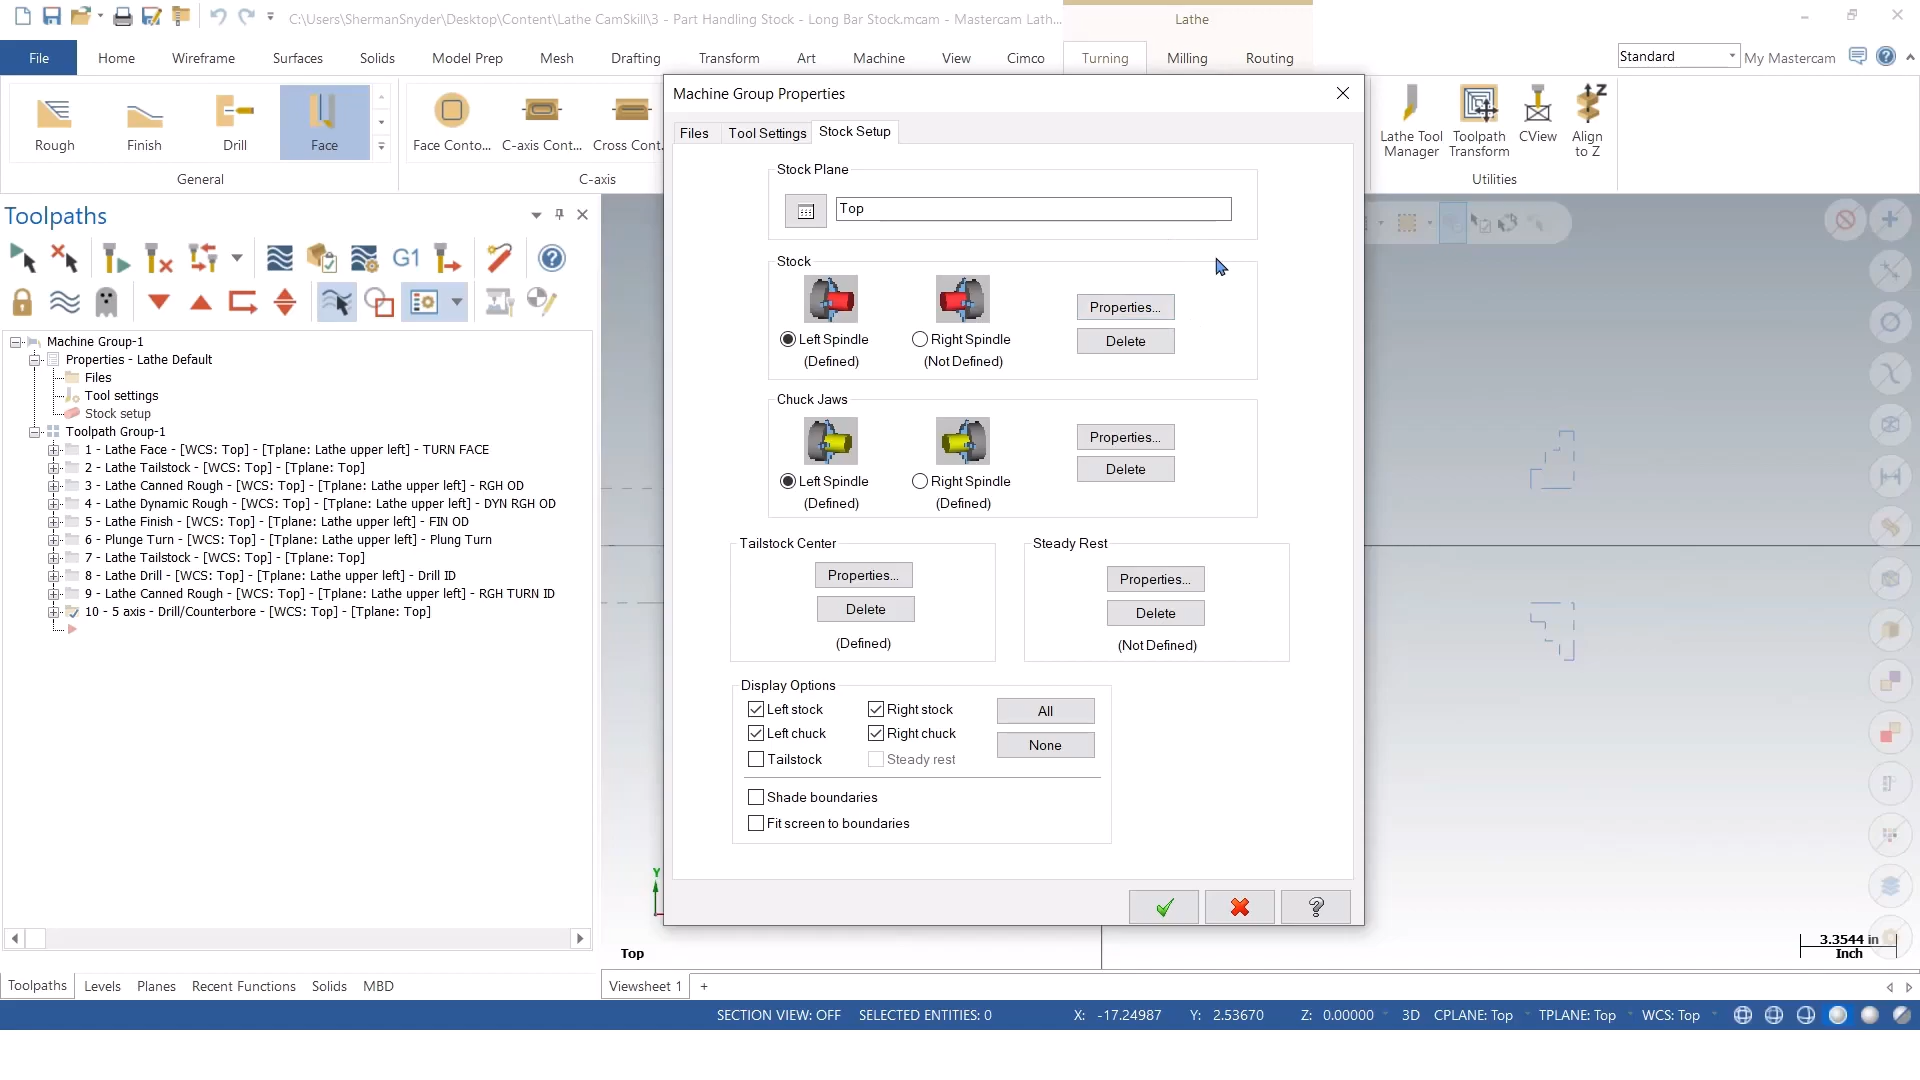 C:\Users\ShermanSnyder\Desktop\Content\Lathe CamSkill\3 - Part Handling Stock - Long Bar Stock.mcam - Mastercam Lath...
Lathe
File Home Wireframe Surfaces Solids Model Prep Mesh Drafting Transform Art Machine View Cimco Turning Milling Routing
Standard
My Mastercam
Rough Finish Drill Face
General
Face Conto... C-axis Cont... Cross Cont.
C-axis
Lathe Tool Manager
Toolpath Transform
CView
Align to Z
Utilities
Toolpaths
G1
Machine Group-1
Properties - Lathe Default
Files
Tool settings
Stock setup
Toolpath Group-1
1 - Lathe Face - [WCS: Top] - [Tplane: Lathe upper left] - TURN FACE
2 - Lathe Tailstock - [WCS: Top] - [Tplane: Top]
3 - Lathe Canned Rough - [WCS: Top] - [Tplane: Lathe upper left] - RGH OD
4 - Lathe Dynamic Rough - [WCS: Top] - [Tplane: Lathe upper left] - DYN RGH OD
5 - Lathe Finish - [WCS: Top] - [Tplane: Lathe upper left] - FIN OD
6 - Plunge Turn - [WCS: Top] - [Tplane: Lathe upper left] - Plung Turn
7 - Lathe Tailstock - [WCS: Top] - [Tplane: Top]
8 - Lathe Drill - [WCS: Top] - [Tplane: Lathe upper left] - Drill ID
9 - Lathe Canned Rough - [WCS: Top] - [Tplane: Lathe upper left] - RGH TURN ID
10 - 5 axis - Drill/Counterbore - [WCS: Top] - [Tplane: Top]
Machine Group Properties
Files Tool Settings Stock Setup
Stock Plane
Top
Stock
Left Spindle
(Defined)
Right Spindle
(Not Defined)
Properties...
Delete
Chuck Jaws
Left Spindle
(Defined)
Right Spindle
(Defined)
Properties...
Delete
Tailstock Center
Properties...
Delete
(Defined)
Steady Rest
Properties...
Delete
(Not Defined)
Display Options
Left stock Right stock All
Left chuck Right chuck None
Tailstock Steady rest
Shade boundaries
Fit screen to boundaries
Y
Top
3.3544 in
Inch
Toolpaths Levels Planes Recent Functions Solids MBD
Viewsheet 1 +
SECTION VIEW: OFF SELECTED ENTITIES: 0 X: -17.24987 Y: 2.53670 Z: 0.00000 3D CPLANE: Top TPLANE: Top WCS: Top